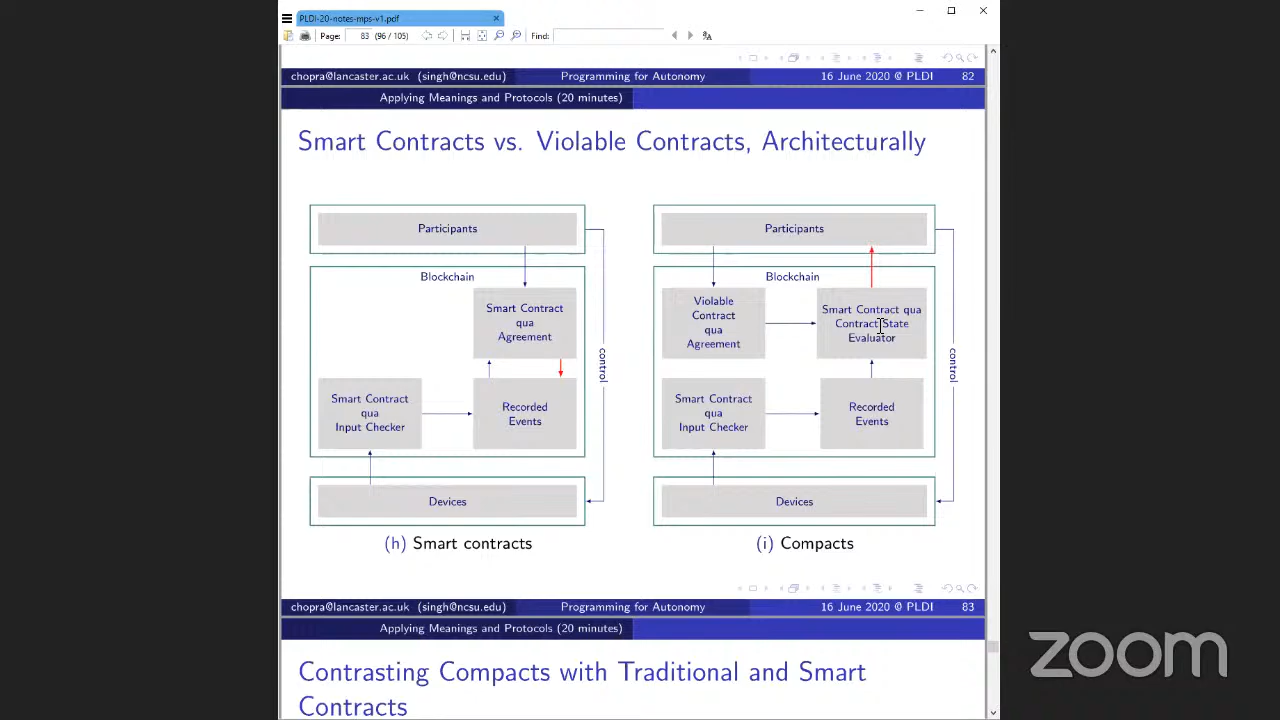 PLDI-20-notes-mps-v1.pdf
Page: 83 (96 / 105) Find:
chopra@lancaster.ac.uk (singh@ncsu.edu) Programming for Autonomy 16 June 2020 @ PLDI 82
Applying Meanings and Protocols (20 minutes)
Smart Contracts vs. Violable Contracts, Architecturally
Participants
Blockchain
Smart Contract
qua
Agreement
control
Smart Contract
qua
Input Checker
Recorded
Events
Devices
(h) Smart contracts
Participants
Blockchain
Violable
Contract
qua
Agreement
Smart Contract qua
Contract State
Evaluator
control
Smart Contract
qua
Input Checker
Recorded
Events
Devices
(i) Compacts
chopra@lancaster.ac.uk (singh@ncsu.edu) Programming for Autonomy 16 June 2020 @ PLDI 83
Applying Meanings and Protocols (20 minutes)
Contrasting Compacts with Traditional and Smart
Contracts
zoom